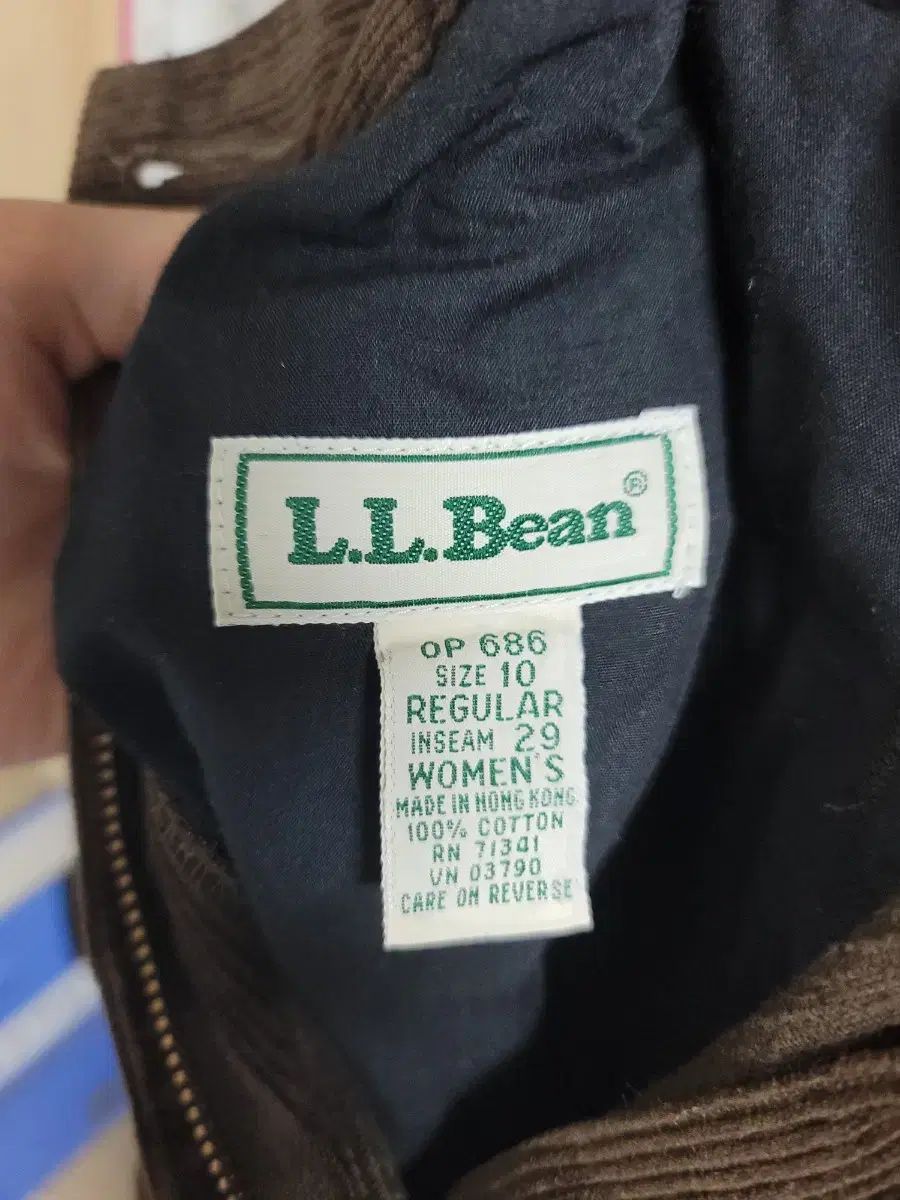 L.L.Bean®
OP 686
SIZE 10
REGULAR
INSEAM 29
WOMEN'S
MADE IN HONG KONG
100% COTTON
RN 71341
VN 03790
CARE ON REVERSE